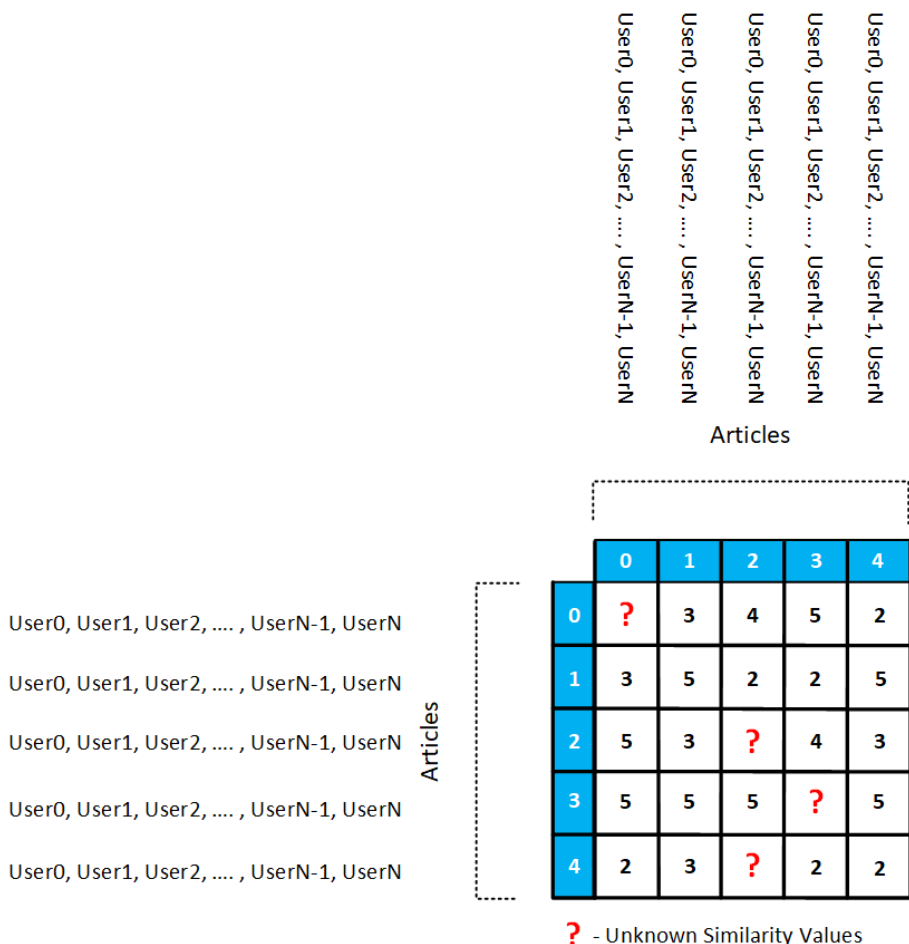 User0, User1, User2, .... , UserN-1, UserN
User0, User1, User2, .... , UserN-1, UserN
User0, User1, User2, .... , UserN-1, UserN
User0, User1, User2, .... , UserN-1, UserN
User0, User1, User2, .... , UserN-1, UserN
Articles
0 1 2 3 4
User0, User1, User2, .... , UserN-1, UserN
0 ? 3 4 5 2
User0, User1, User2, .... , UserN-1, UserN
1 3 5 2 2 5
Articles
User0, User1, User2, .... , UserN-1, UserN
2 5 3 ? 4 3
User0, User1, User2, .... , UserN-1, UserN
3 5 5 5 ? 5
User0, User1, User2, .... , UserN-1, UserN
4 2 3 ? 2 2
? - Unknown Similarity Values